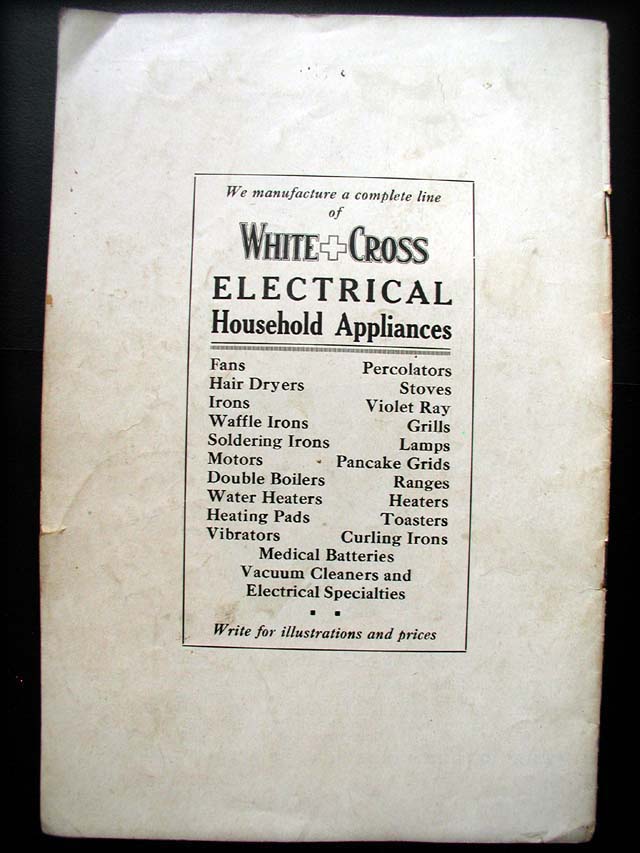 We manufacture a complete line
of
WHITE CROSS
ELECTRICAL
Household Appliances
Fans Percolators
Hair Dryers Stoves
Irons Violet Ray
Waffle Irons Grills
Soldering Irons Lamps
Motors Pancake Grids
Double Boilers Ranges
Water Heaters Heaters
Heating Pads Toasters
Vibrators Curling Irons
Medical Batteries
Vacuum Cleaners and
Electrical Specialties
Write for illustrations and prices